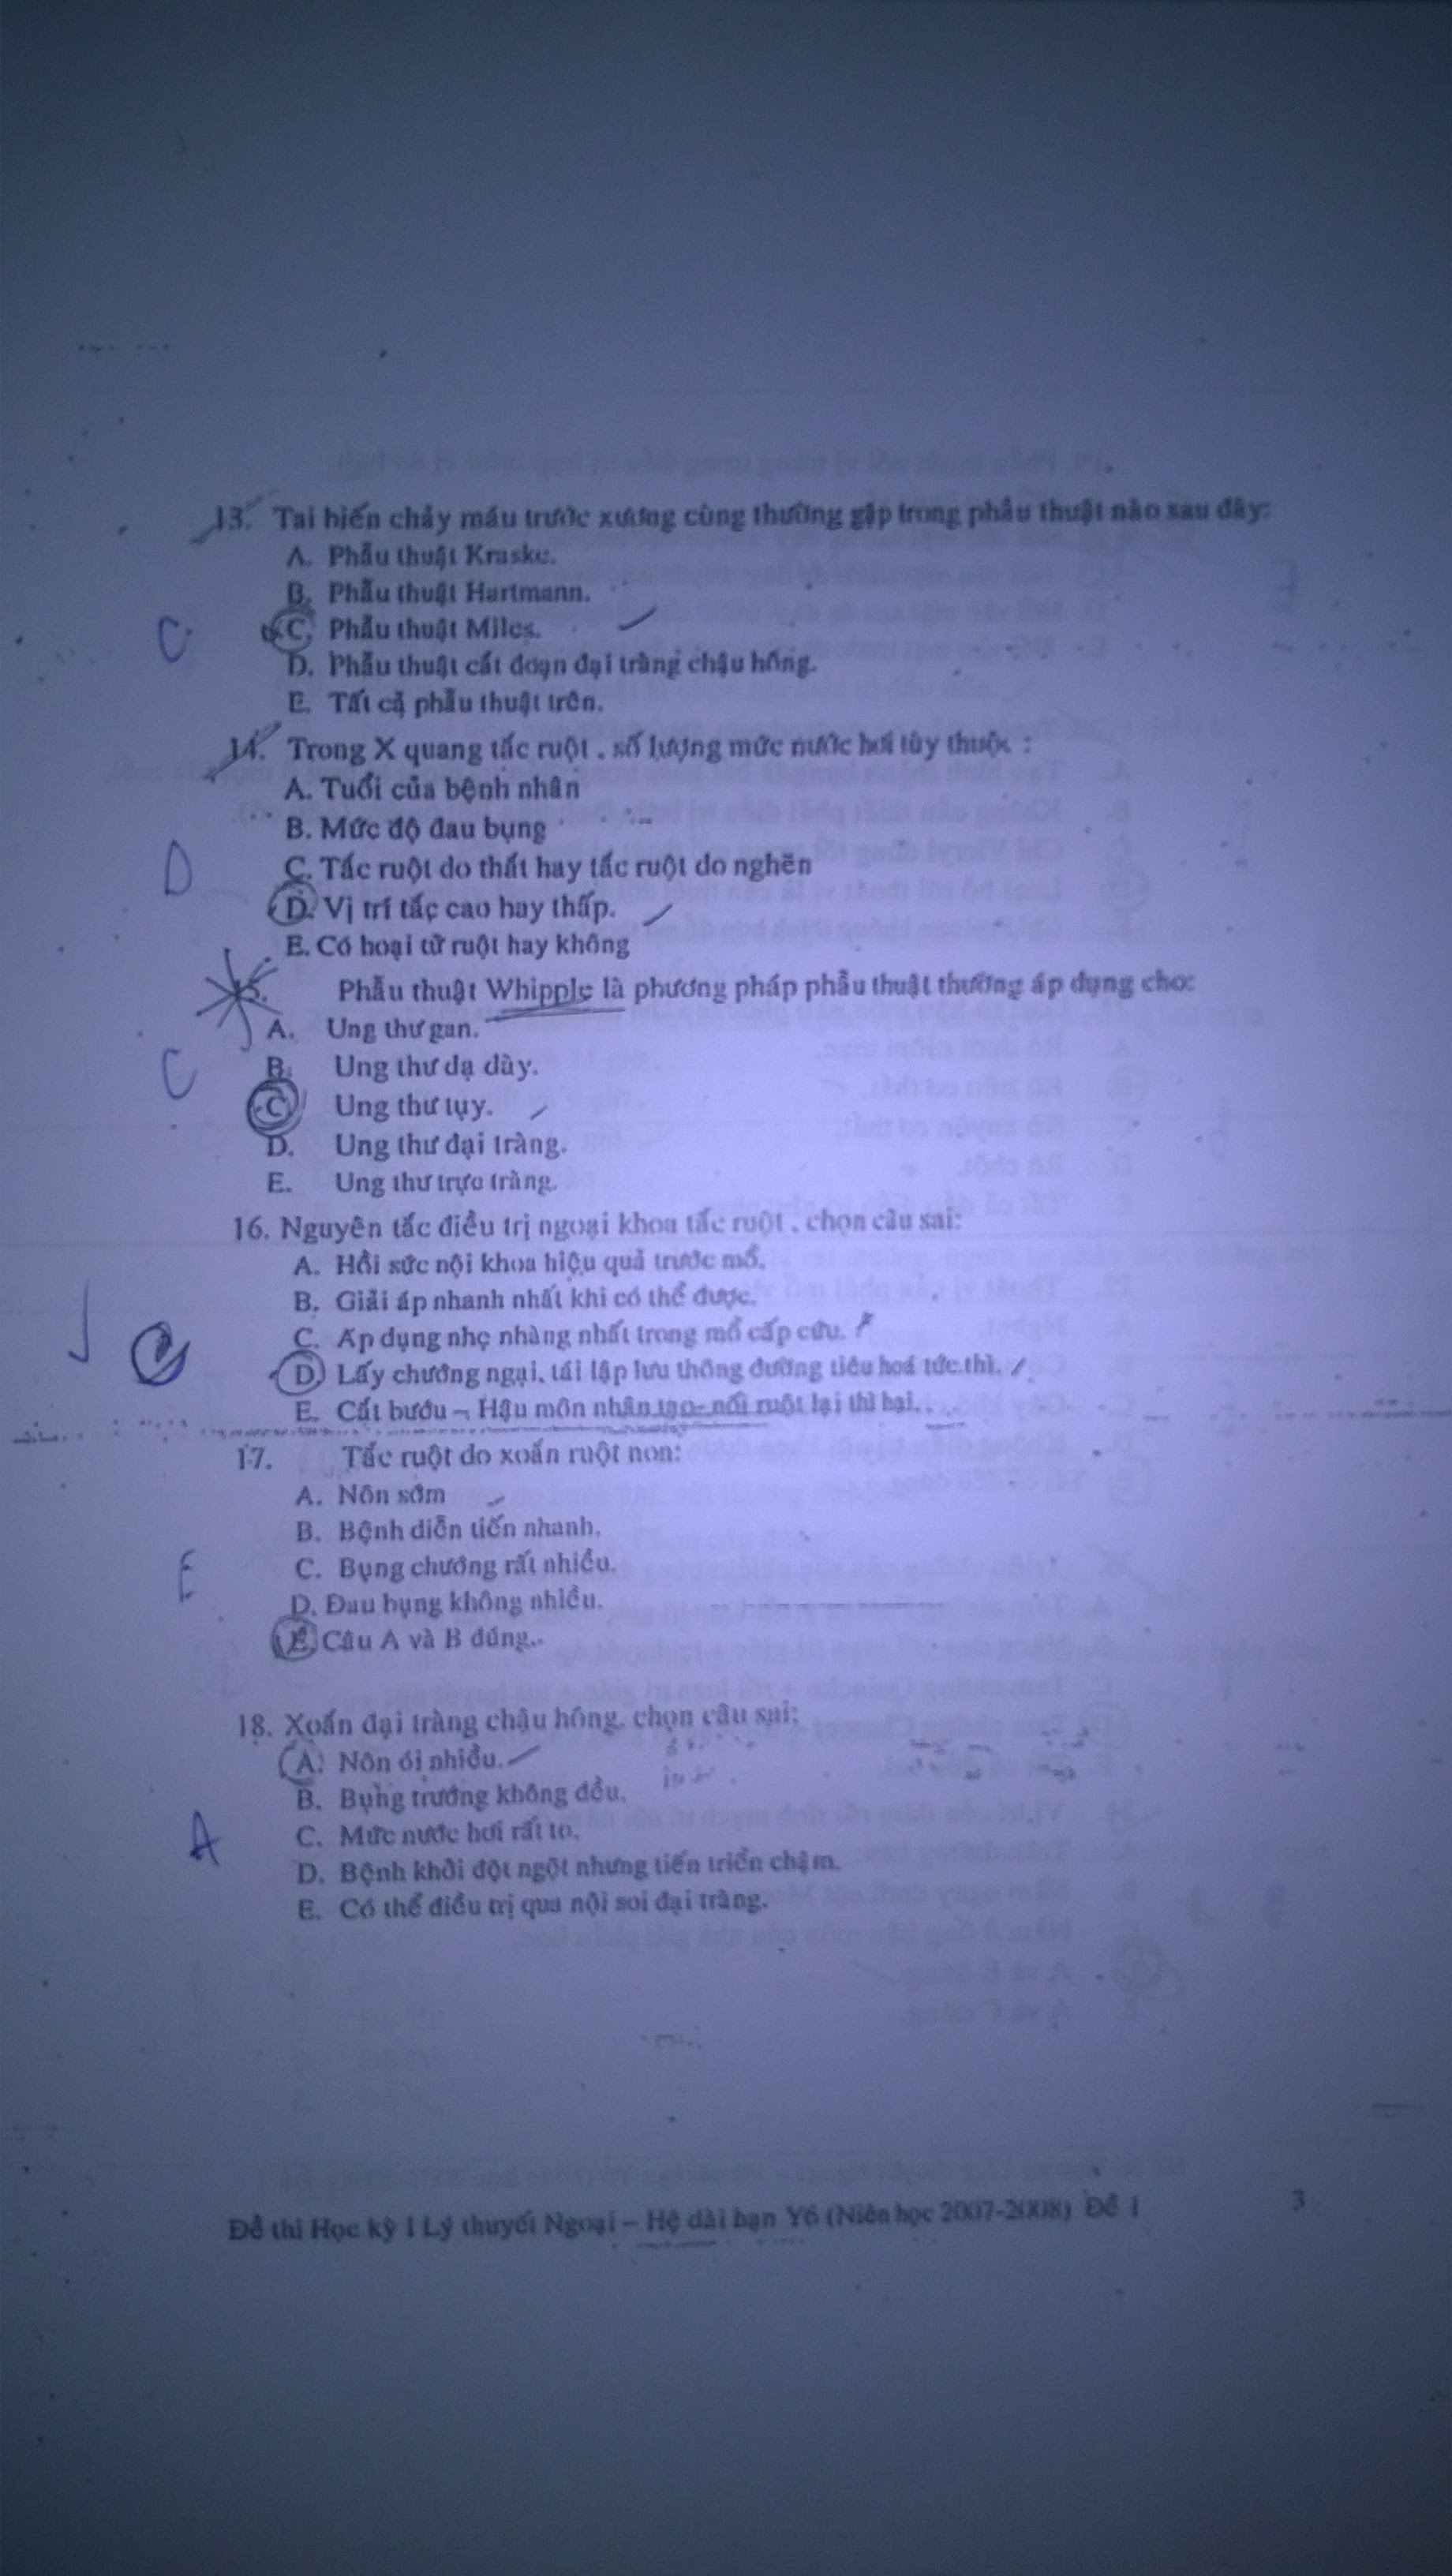 13. Tai biến chảy máu trước xương cùng thường gặp trong phẫu thuật nào sau đây:
A. Phẫu thuật Kraske.
B. Phẫu thuật Hartmann.
C
C. Phẫu thuật Miles.
D. Phẫu thuật cắt đoạn đại tràng chậu hông.
E. Tất cả phẫu thuật trên.
14. Trong X quang tắc ruột , số lượng mức nước hơi tùy thuộc :
A. Tuổi của bệnh nhân
B. Mức độ đau bụng
D
C. Tắc ruột do thắt hay tắc ruột do nghẽn
D. Vị trí tắc cao hay thấp.
E. Có hoại tử ruột hay không
15. Phẫu thuật Whipple là phương pháp phẫu thuật thường áp dụng cho:
A. Ung thư gan.
C
B. Ung thư dạ dày.
C. Ung thư tụy.
D. Ung thư đại tràng.
E. Ung thư trực tràng.
16. Nguyên tắc điều trị ngoại khoa tắc ruột , chọn câu sai:
A. Hồi sức nội khoa hiệu quả trước mổ.
B. Giải áp nhanh nhất khi có thể được.
C. Áp dụng nhẹ nhàng nhất trong mổ cấp cứu.
D. Lấy chướng ngại, tái lập lưu thông đường tiêu hoá tức thì.
E. Cắt bướu – Hậu môn nhân tạo– nối ruột lại thì hai.
17. Tắc ruột do xoắn ruột non:
A. Nôn sớm
B. Bệnh diễn tiến nhanh.
E
C. Bụng chướng rất nhiều.
D. Đau bụng không nhiều.
E. Câu A và B đúng.
18. Xoắn đại tràng chậu hông, chọn câu sai:
A. Nôn ói nhiều.
B. Bụng trướng không đều.
A
C. Mức nước hơi rất to.
D. Bệnh khởi đột ngột nhưng tiến triển chậm.
E. Có thể điều trị qua nội soi đại tràng.
Đề thi Học kỳ I Lý thuyết Ngoại – Hệ dài hạn Y6 (Niên học 2007-2008) Đề 1
3